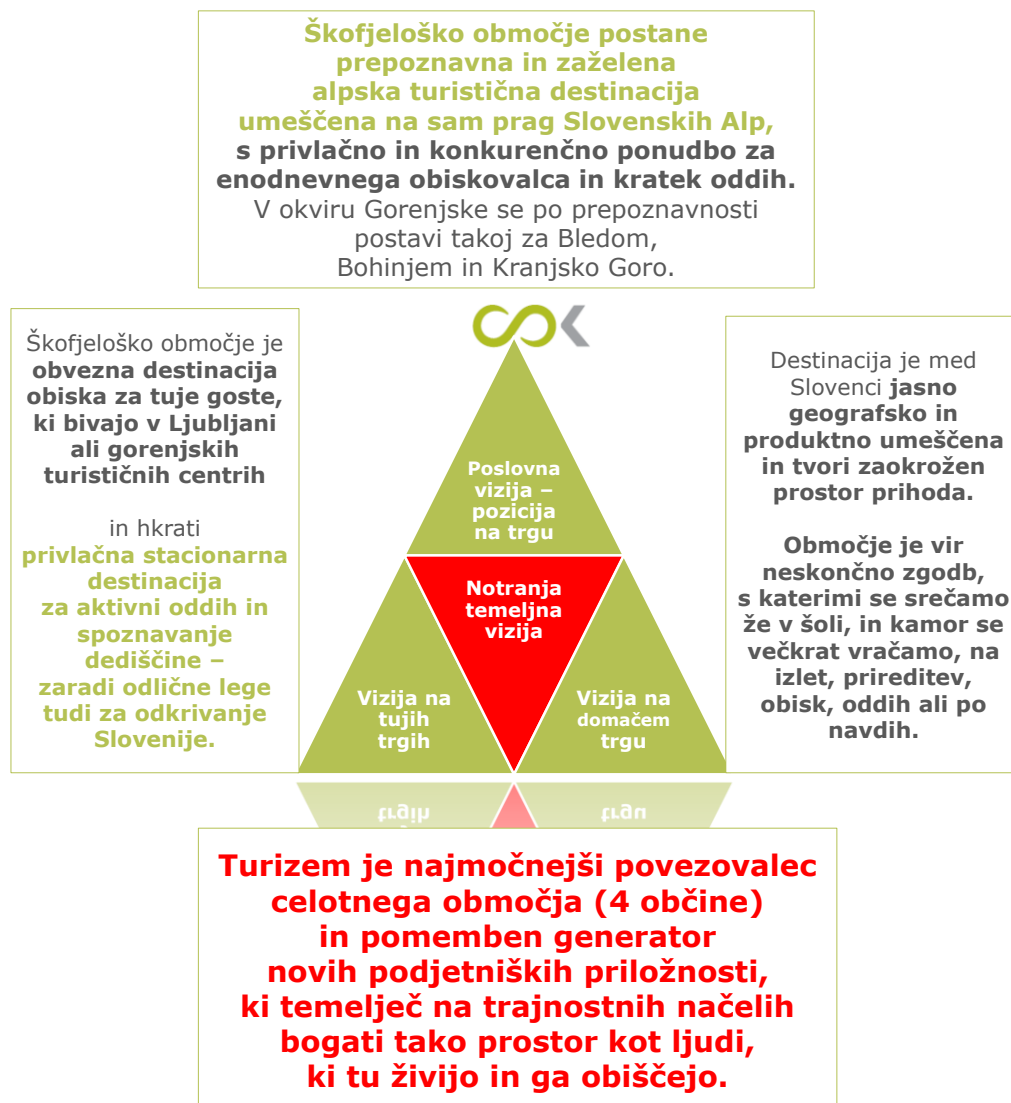 Škofjeloško območje postane
prepoznavna in zaželena
alpska turistična destinacija
umeščena na sam prag Slovenskih Alp,
s privlačno in konkurenčno ponudbo za
enodnevnega obiskovalca in kratek oddih.
V okviru Gorenjske se po prepoznavnosti
postavi takoj za Bledom,
Bohinjem in Kranjsko Goro.
Škofjeloško območje je
obvezna destinacija
obiska za tuje goste,
ki bivajo v Ljubljani
ali gorenjskih
turističnih centrih
in hkrati
privlačna stacionarna
destinacija
za aktivni oddih in
spoznavanje
dediščine –
zaradi odlične lege
tudi za odkrivanje
Slovenije.
Poslovna
vizija –
pozicija
na trgu
Notranja
temeljna
vizija
Vizija na
tujih
trgih
Vizija na
domačem
trgu
Destinacija je med
Slovenci jasno
geografsko in
produktno umeščena
in tvori zaokrožen
prostor prihoda.
Območje je vir
neskončno zgodb,
s katerimi se srečamo
že v šoli, in kamor se
večkrat vračamo, na
izlet, prireditev,
obisk, oddih ali po
navdih.
Turizem je najmočnejši povezovalec
celotnega območja (4 občine)
in pomemben generator
novih podjetniških priložnosti,
ki temelječ na trajnostnih načelih
bogati tako prostor kot ljudi,
ki tu živijo in ga obiščejo.